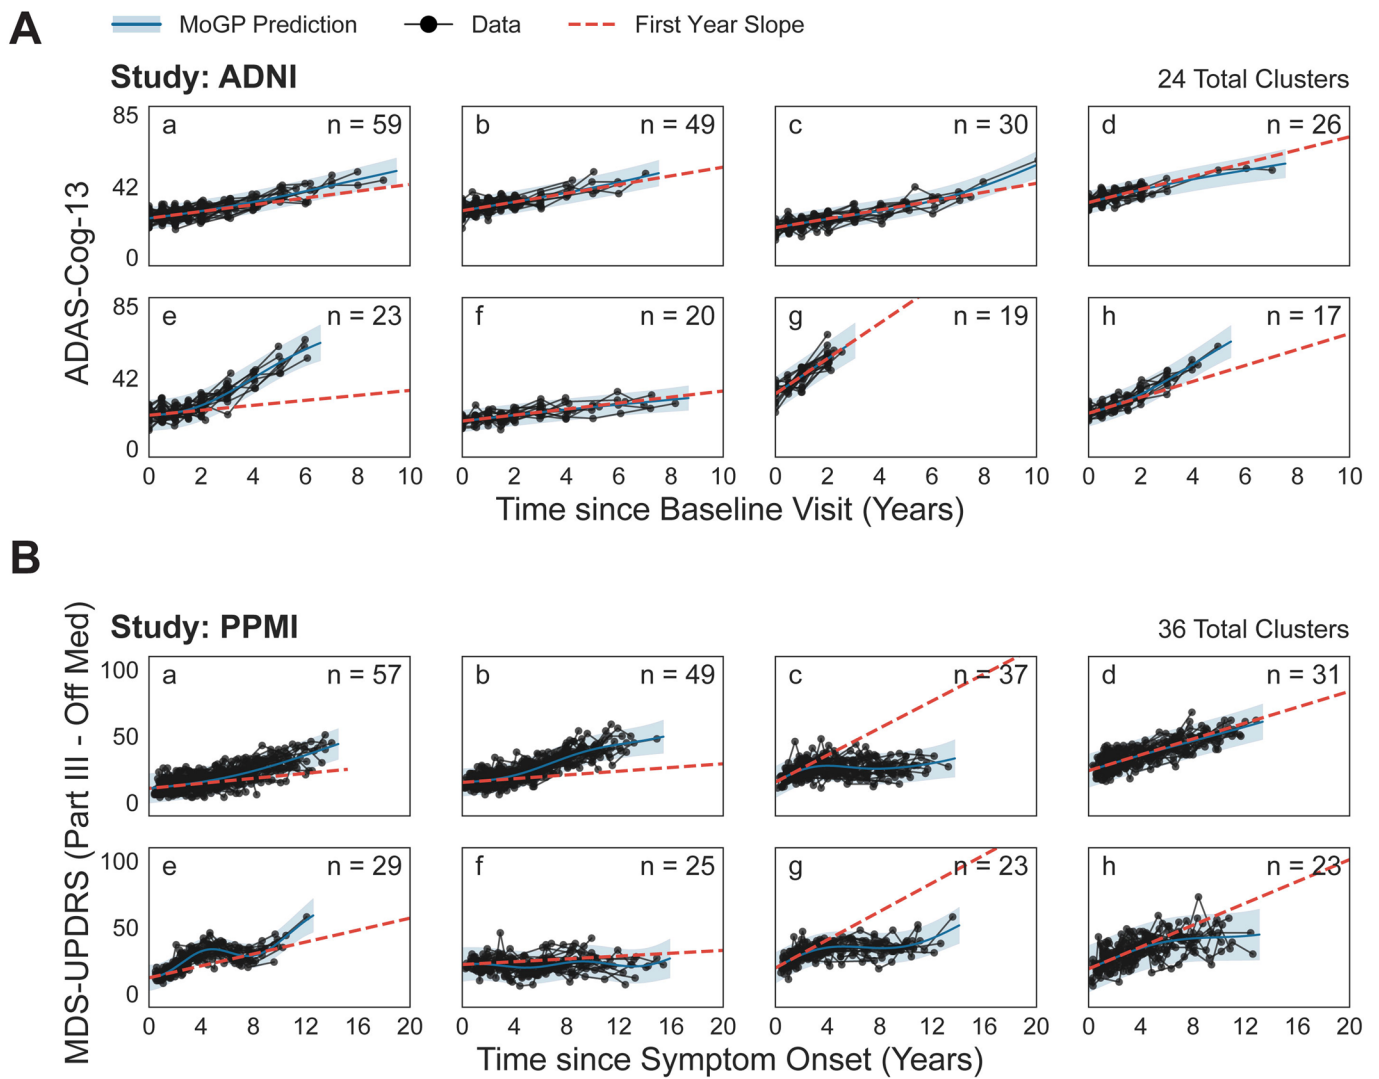 A
MoGP Prediction Data First Year Slope
Study: ADNI 24 Total Clusters
ADAS-Cog-13
85 a n = 59 b n = 49 c n = 30 d n = 26
42
0
85 e n = 23 f n = 20 g n = 19 h n = 17
42
0
0 2 4 6 8 10 0 2 4 6 8 10 0 2 4 6 8 10 0 2 4 6 8 10
Time since Baseline Visit (Years)
B
Study: PPMI 36 Total Clusters
MDS-UPDRS (Part III - Off Med)
100 a n = 57 b n = 49 c n = 37 d n = 31
50
0
100 e n = 29 f n = 25 g n = 23 h n = 23
50
0
0 4 8 12 16 20 0 4 8 12 16 20 0 4 8 12 16 20 0 4 8 12 16 20
Time since Symptom Onset (Years)